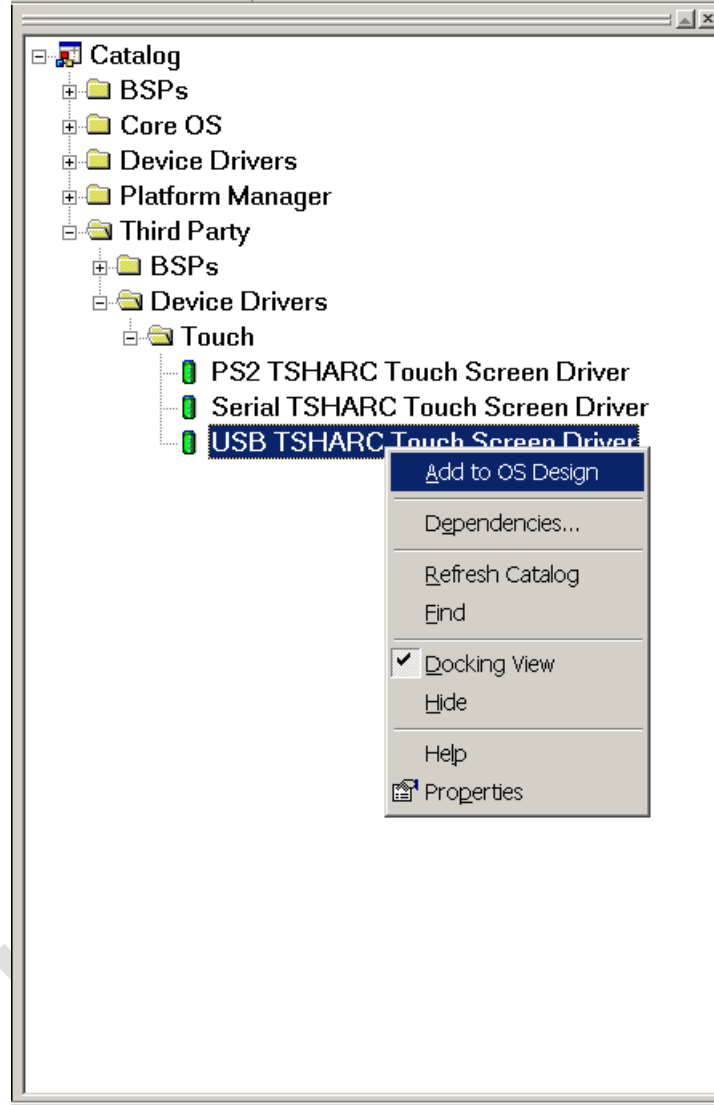 Catalog
BSPs
Core OS
Device Drivers
Platform Manager
Third Party
BSPs
Device Drivers
Touch
PS2 TSHARC Touch Screen Driver
Serial TSHARC Touch Screen Driver
USB TSHARC Touch Screen Driver
Add to OS Design
Dependencies...
Refresh Catalog
Find
Docking View
Hide
Help
Properties